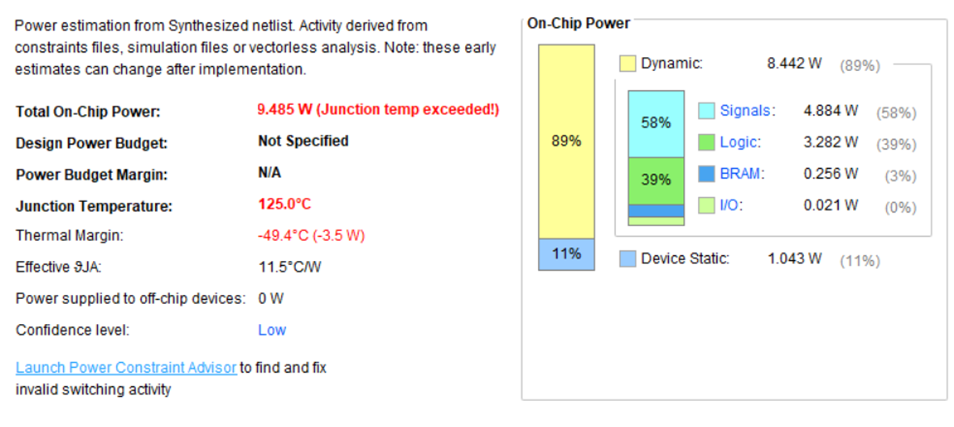 Power estimation from Synthesized netlist. Activity derived from
constraints files, simulation files or vectorless analysis. Note: these early
estimates can change after implementation.
Total On-Chip Power: 9.485 W (Junction temp exceeded!)
Design Power Budget: Not Specified
Power Budget Margin: N/A
Junction Temperature: 125.0°C
Thermal Margin: -49.4°C (-3.5 W)
Effective ϑJA: 11.5°C/W
Power supplied to off-chip devices: 0 W
Confidence level: Low
Launch Power Constraint Advisor to find and fix
invalid switching activity
On-Chip Power
89%
11%
Dynamic: 8.442 W (89%)
58%
39%
Signals: 4.884 W (58%)
Logic: 3.282 W (39%)
BRAM: 0.256 W (3%)
I/O: 0.021 W (0%)
Device Static: 1.043 W (11%)